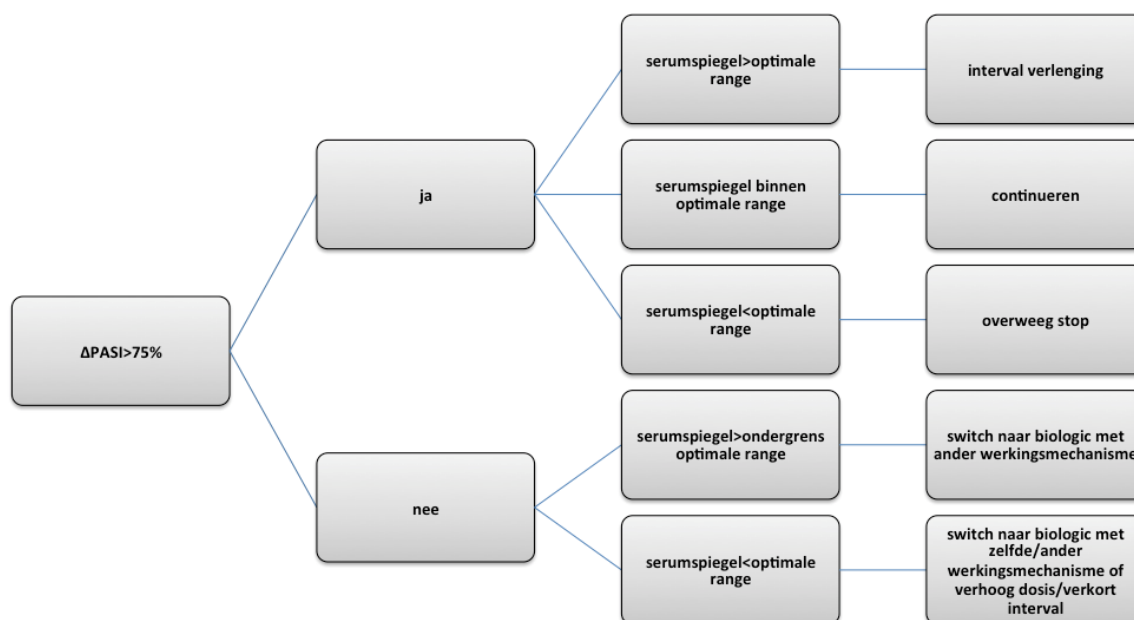 ΔPASI>75%
ja
serumspiegel>optimale
range
interval verlenging
serumspiegel binnen
optimale range
continueren
serumspiegel<optimale
range
overweeg stop
nee
serumspiegel>ondergrens
optimale range
switch naar biologic met
ander werkingsmechanisme
serumspiegel<optimale
range
switch naar biologic met
zelfde/ander
werkingsmechanisme of
verhoog dosis/verkort
interval